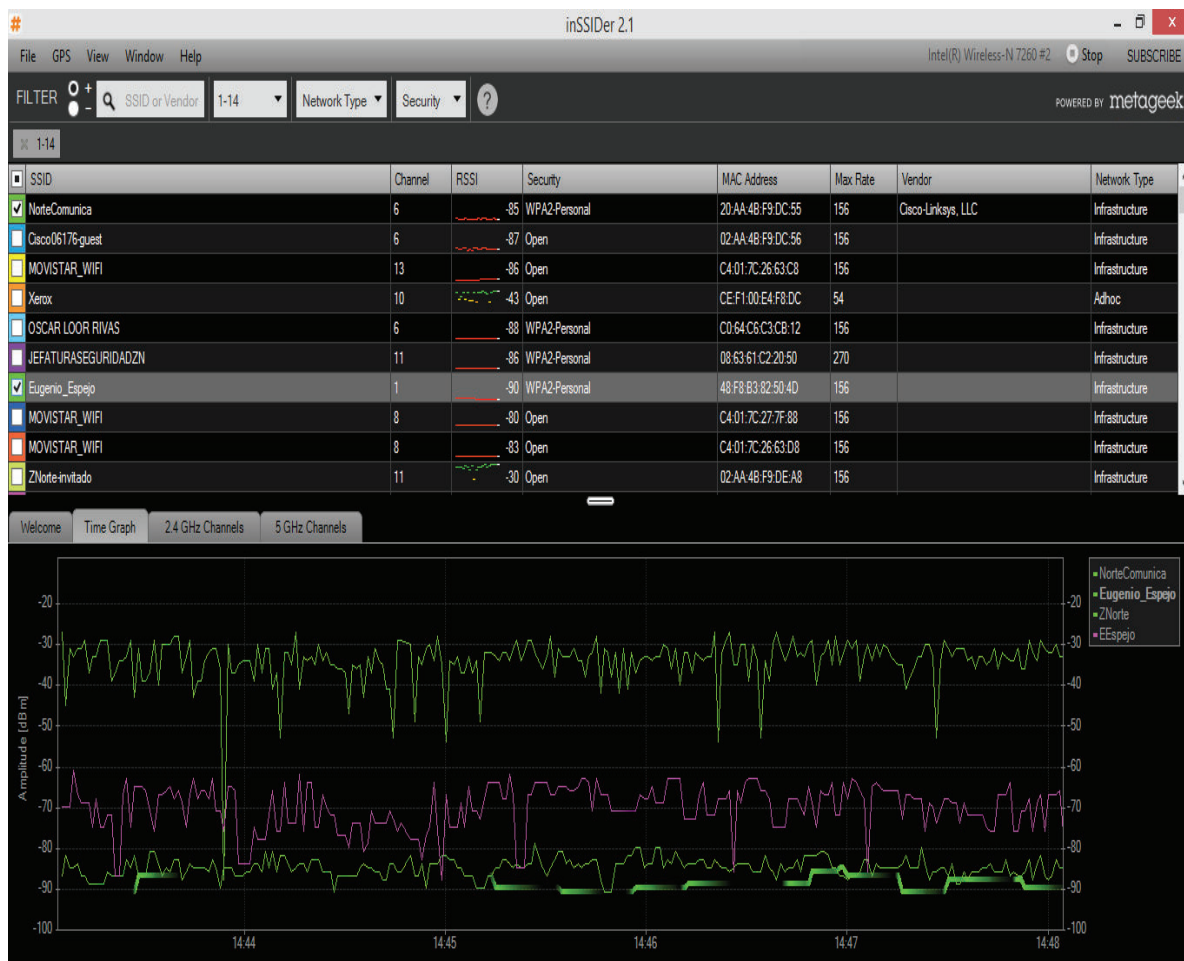 inSSIDer 2.1
File GPS View Window Help Intel(R) Wireless-N 7260 #2 Stop SUBSCRIBE
FILTER + - SSID or Vendor 1-14 Network Type Security ? POWERED BY metageek
1-14
SSID Channel RSSI Security MAC Address Max Rate Vendor Network Type
NorteComunica 6 -85 WPA2-Personal 20:AA:4B:F9:DC:55 156 Cisco-Linksys, LLC Infrastructure
Cisco06176-guest 6 -87 Open 02:AA:4B:F9:DC:56 156 Infrastructure
MOVISTAR_WIFI 13 -86 Open C4:01:7C:26:63:C8 156 Infrastructure
Xerox 10 -43 Open CE:F1:00:E4:F8:DC 54 Adhoc
OSCAR LOOR RIVAS 6 -88 WPA2-Personal C0:64:C6:C3:CB:12 156 Infrastructure
JEFATURASEGURIDADZN 11 -86 WPA2-Personal 08:63:61:C2:20:50 270 Infrastructure
Eugenio_Espejo 1 -90 WPA2-Personal 48:F8:B3:82:50:4D 156 Infrastructure
MOVISTAR_WIFI 8 -80 Open C4:01:7C:27:7F:88 156 Infrastructure
MOVISTAR_WIFI 8 -83 Open C4:01:7C:26:63:D8 156 Infrastructure
ZNorte-invitado 11 -30 Open 02:AA:4B:F9:DE:A8 156 Infrastructure
Welcome Time Graph 2.4 GHz Channels 5 GHz Channels
NorteComunica
Eugenio_Espejo
ZNorte
EEspejo
Amplitude [dBm]
-20 -20
-30 -30
-40 -40
-50 -50
-60 -60
-70 -70
-80 -80
-90 -90
-100 -100
14:44 14:45 14:46 14:47 14:48